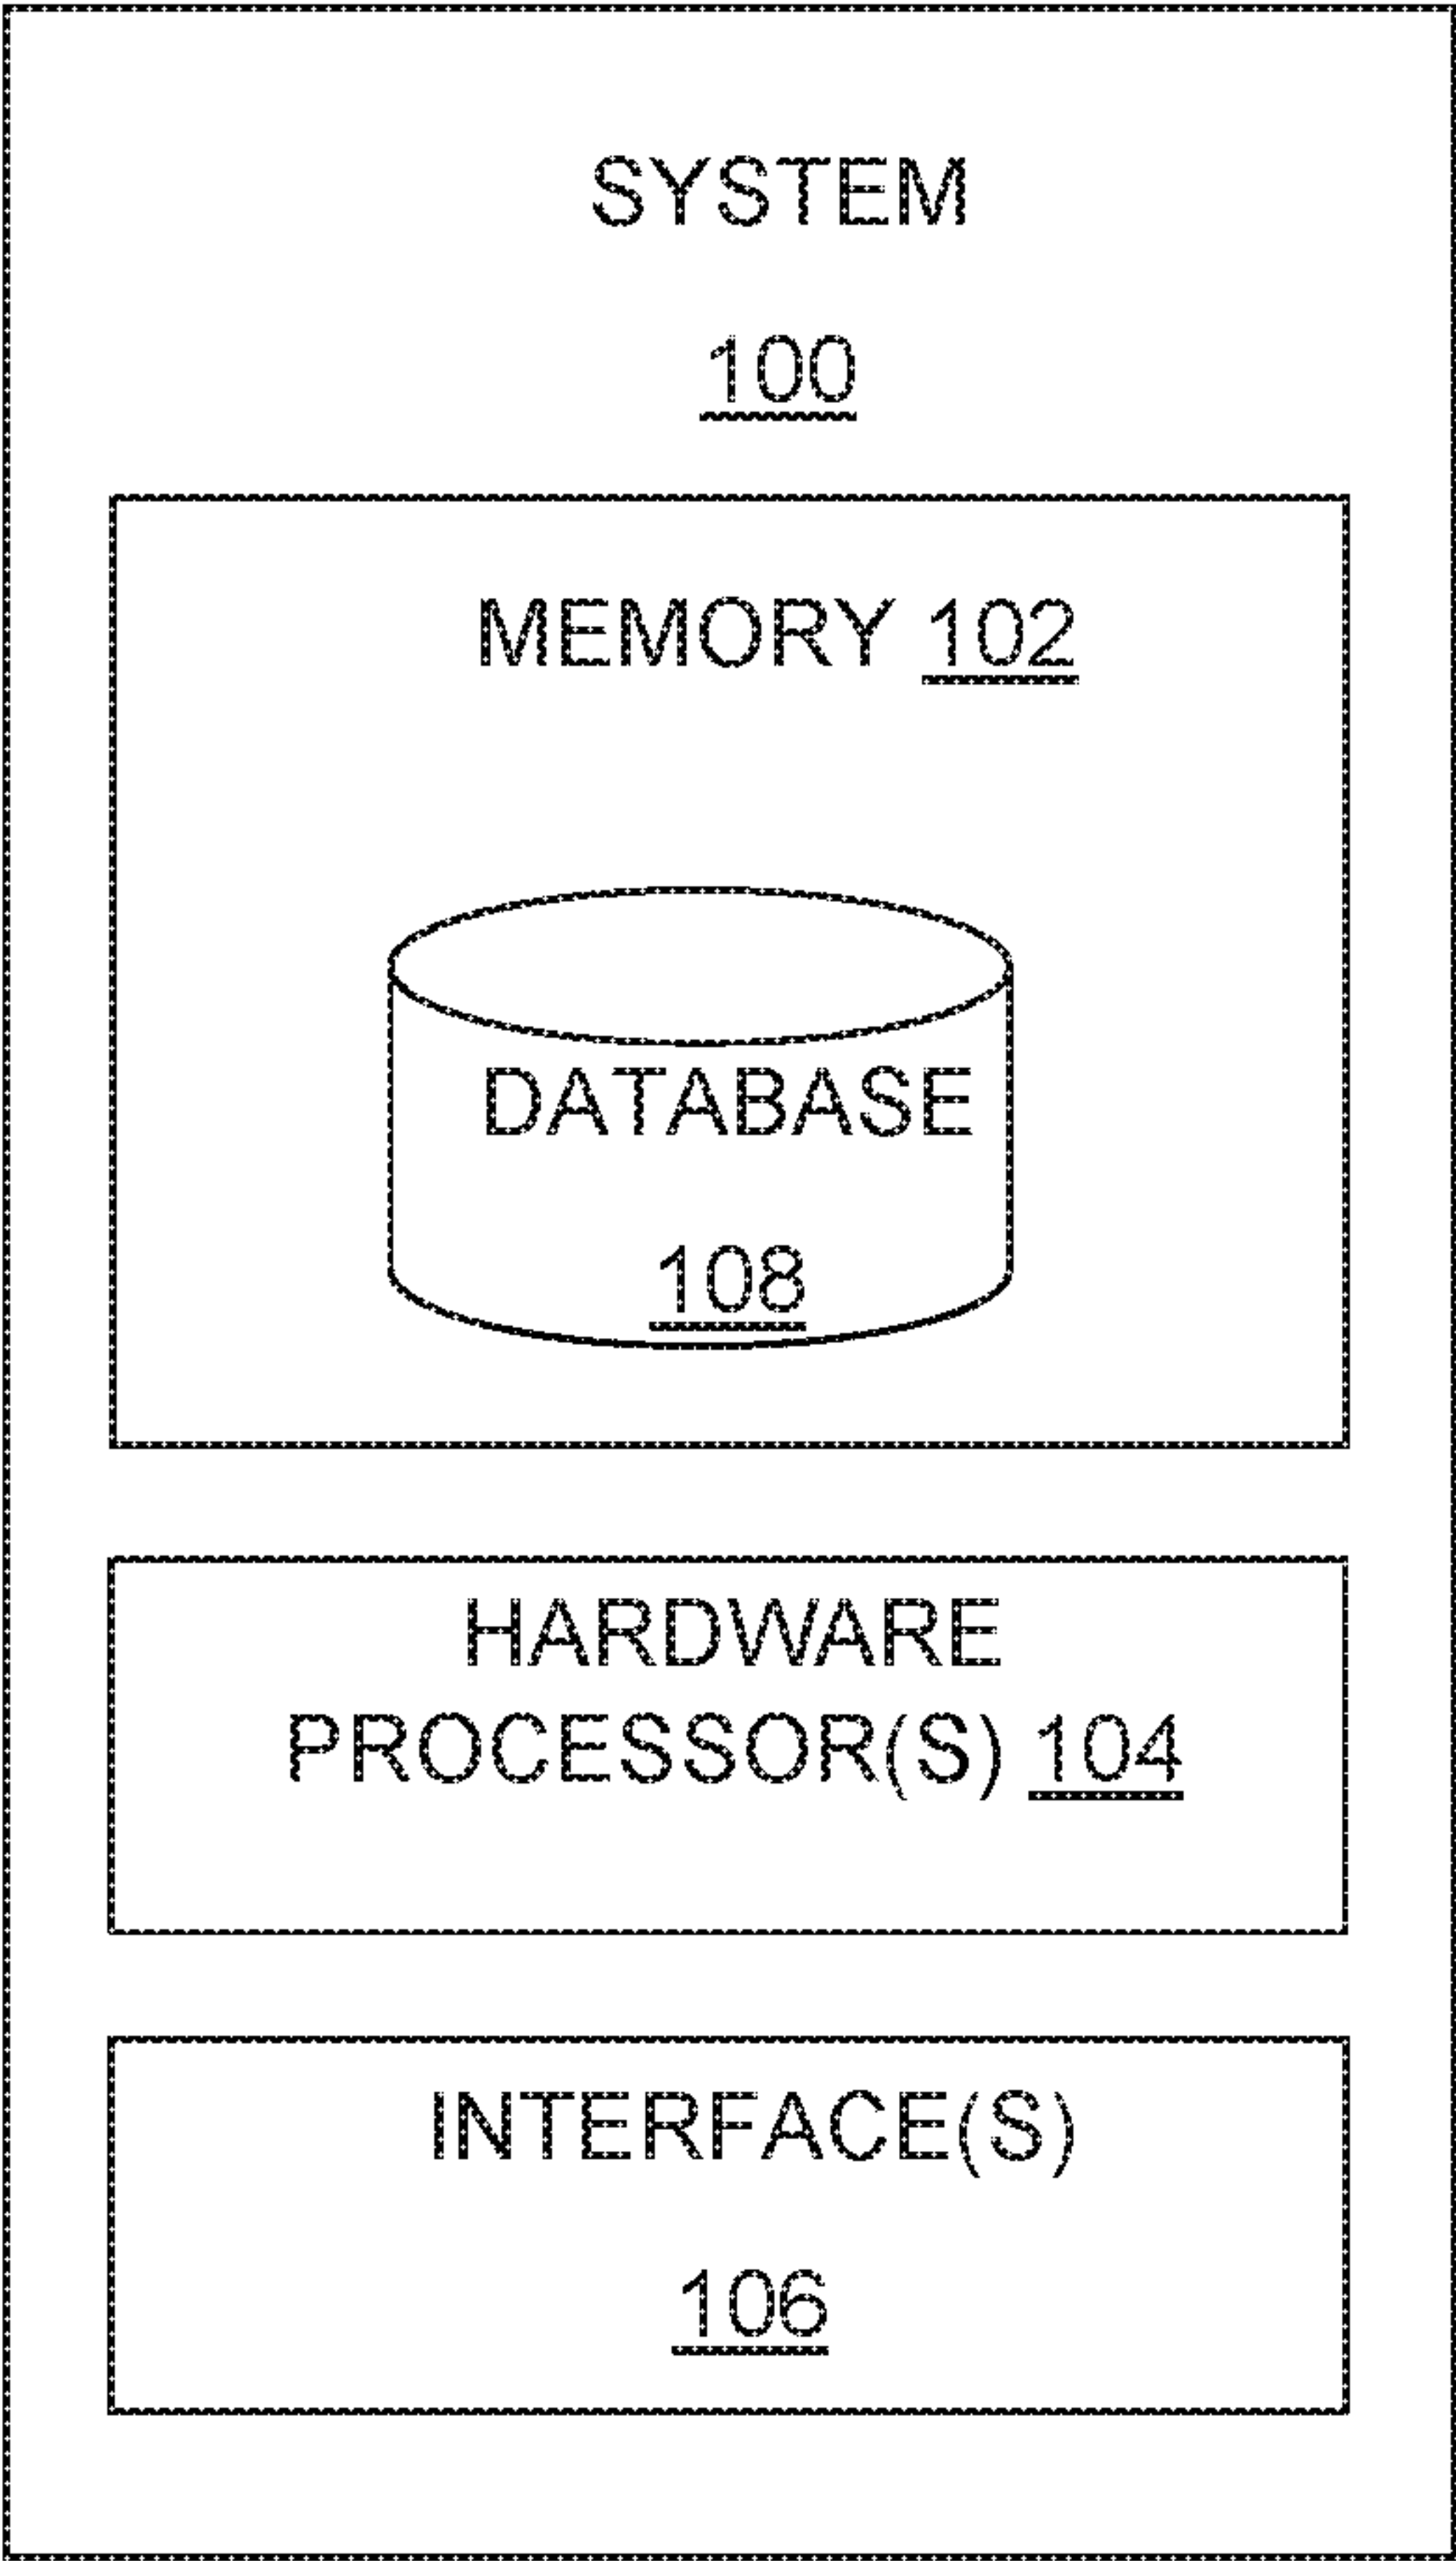 SYSTEM
100
MEMORY 102
DATABASE
108
HARDWARE
PROCESSOR(S) 104
INTERFACE(S)
106